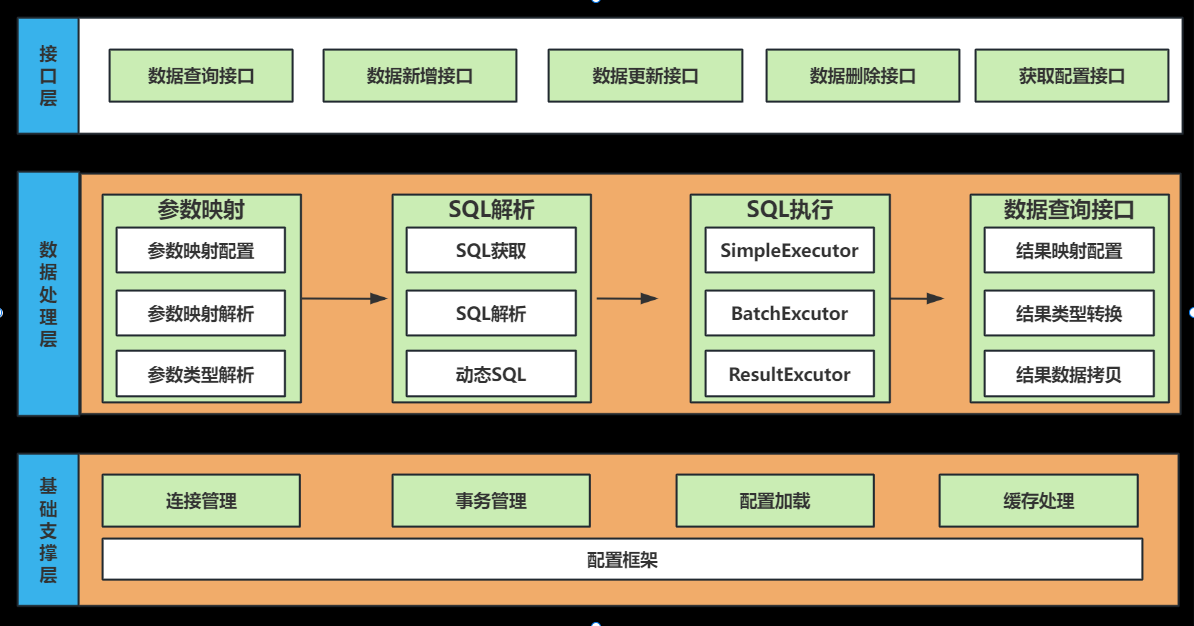 接口层
数据查询接口
数据新增接口
数据更新接口
数据删除接口
获取配置接口
数据处理层
参数映射
参数映射配置
参数映射解析
参数类型解析
SQL解析
SQL获取
SQL解析
动态SQL
SQL执行
SimpleExecutor
BatchExcutor
ResultExcutor
数据查询接口
结果映射配置
结果类型转换
结果数据拷贝
基础支撑层
连接管理
事务管理
配置加载
缓存处理
配置框架